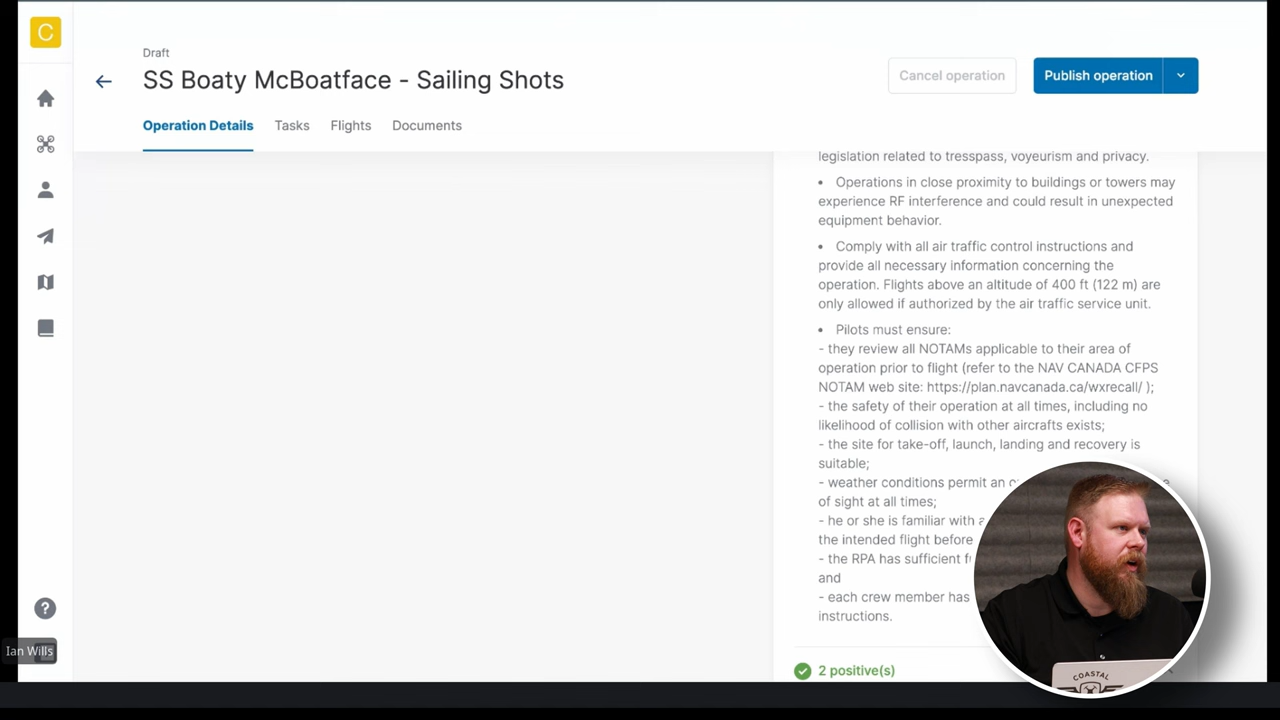 C
Draft
SS Boaty McBoatface - Sailing Shots
Cancel operation
Publish operation
Operation Details
Tasks
Flights
Documents
legislation related to tresspass, voyeurism and privacy.
• Operations in close proximity to buildings or towers may
experience RF interference and could result in unexpected
equipment behavior.
• Comply with all air traffic control instructions and
provide all necessary information concerning the
operation. Flights above an altitude of 400 ft (122 m) are
only allowed if authorized by the air traffic service unit.
• Pilots must ensure:
- they review all NOTAMs applicable to their area of
operation prior to flight (refer to the NAV CANADA CFPS
NOTAM web site: https://plan.navcanada.ca/wxrecall/ );
- the safety of their operation at all times, including no
likelihood of collision with other aircrafts exists;
- the site for take-off, launch, landing and recovery is
suitable;
- weather conditions permit an
of sight at all times;
- he or she is familiar with
the intended flight before
- the RPA has sufficient
and
- each crew member has
instructions.
2 positive(s)
?
Ian Wills
COASTAL